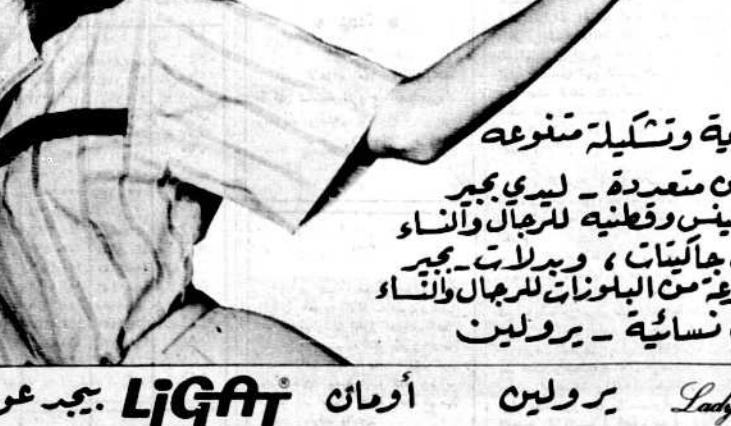 ية وتشكيلة متنوعه
ن متعددة - ليدي بجير
ينس وقطنيه للرجال والنساء
جاكيتات ، وبدلات - بجير
عة من البلوزات للرجال والنساء
نسائية - يرولين
Lady يرولين أومان LiGAT® بيجد عو